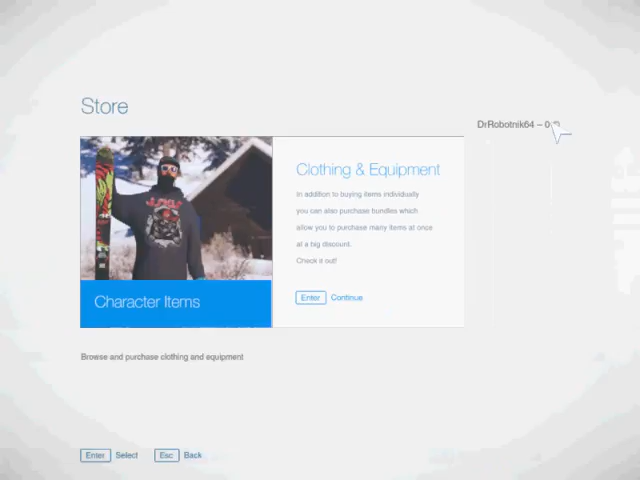 Store
DrRobotnik64 – 0
Clothing & Equipment
In addition to buying items individually
you can also purchase bundles which
allow you to purchase many items at once
at a big discount.
Check it out!
Enter Continue
Character Items
Browse and purchase clothing and equipment
Enter Select Esc Back